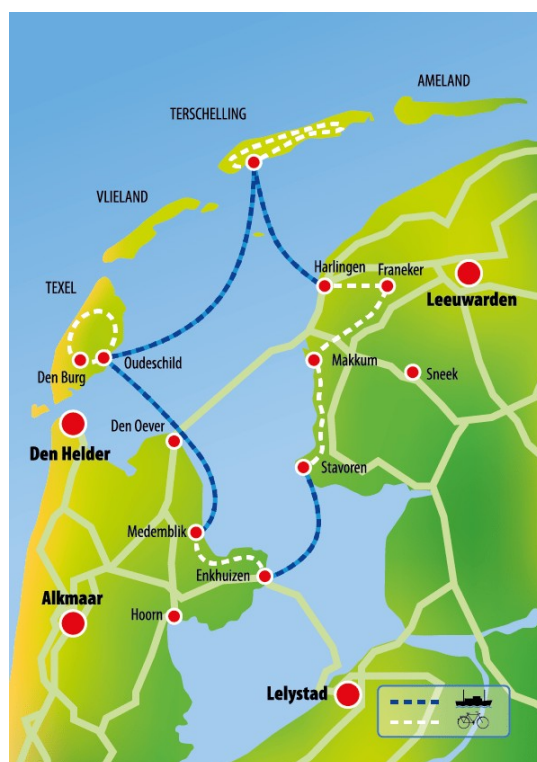 AMELAND
TERSCHELLING
VLIELAND
Harlingen
Franeker
Leeuwarden
TEXEL
Oudeschild
Makkum
Den Burg
Sneek
Den Oever
Den Helder
Stavoren
Medemblik
Enkhuizen
Alkmaar
Hoorn
Lelystad